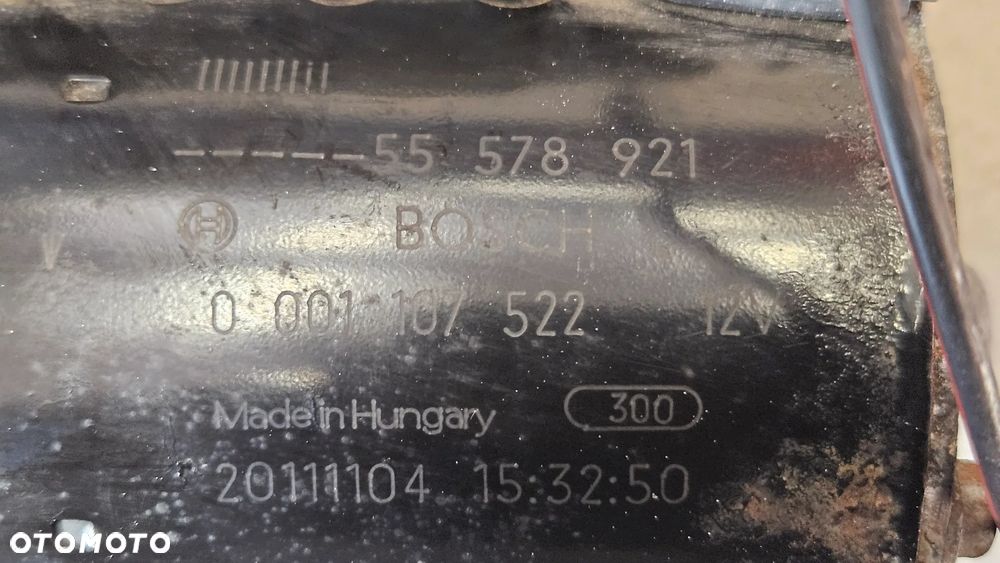 ------55 578 921
BOSCH
0 001 107 522 12V
Made in Hungary 300
20111104 15:32:50
OTOMOTO